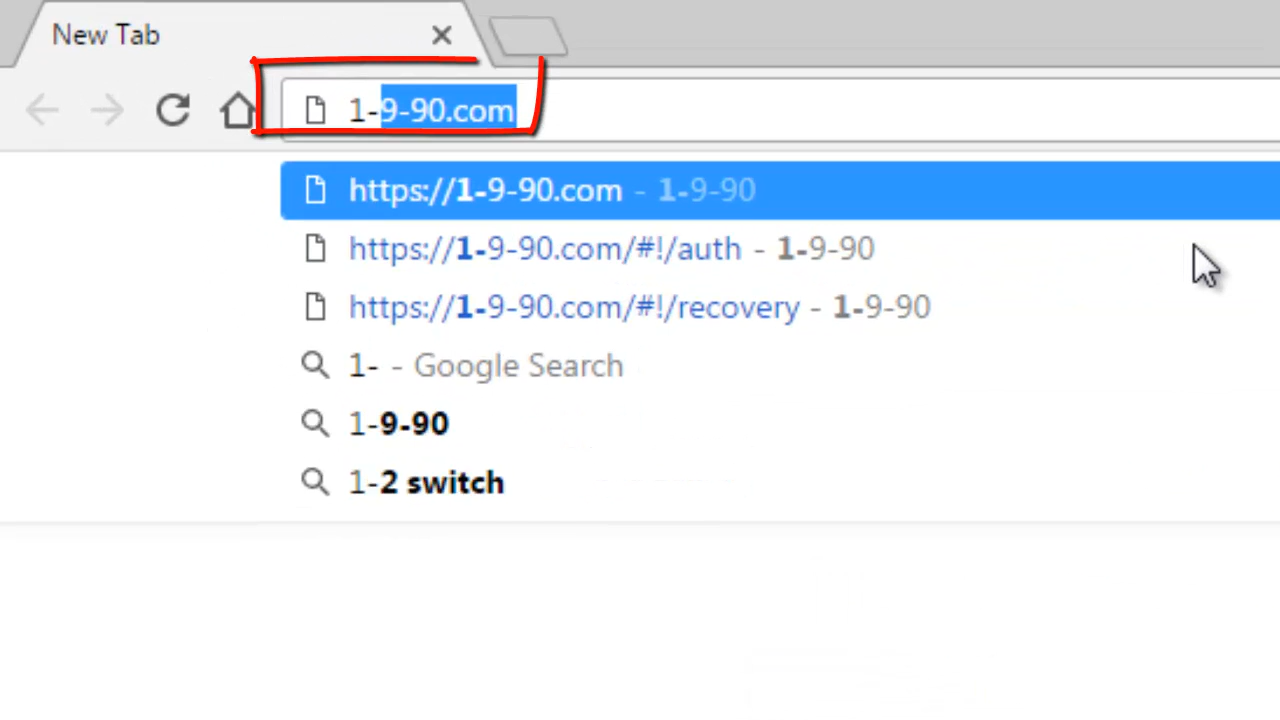 New Tab
1-9-90.com
https://1-9-90.com - 1-9-90
https://1-9-90.com/#!/auth - 1-9-90
https://1-9-90.com/#!/recovery - 1-9-90
1- - Google Search
1-9-90
1-2 switch